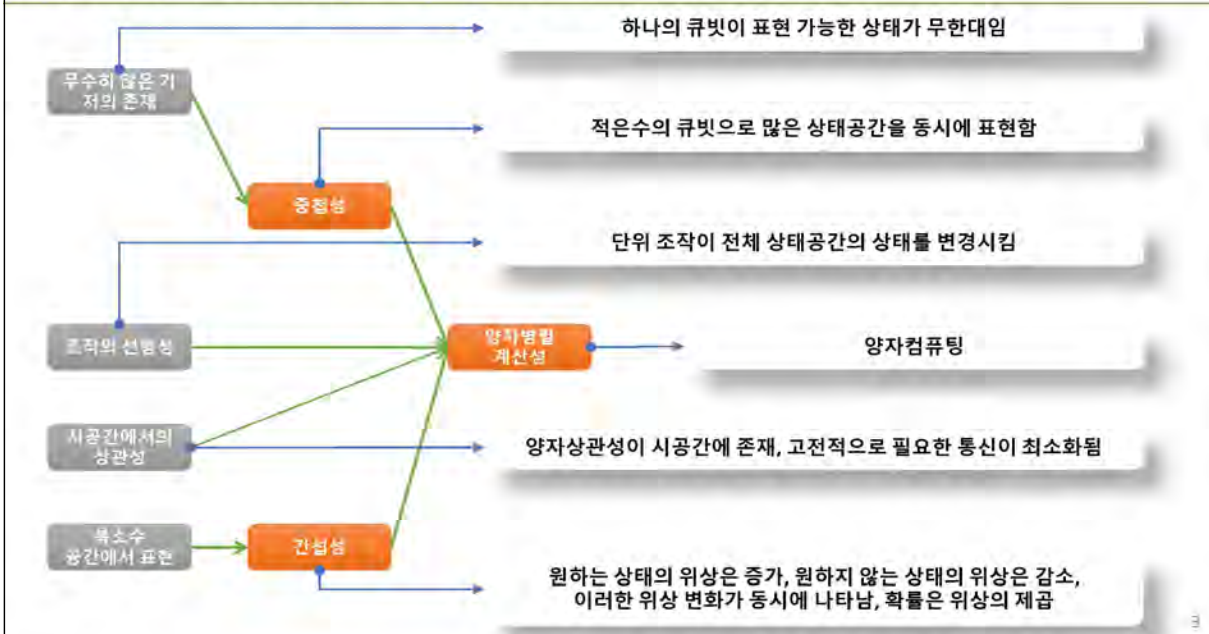 하나의 큐빗이 표현 가능한 상태가 무한대임
무수히 많은 기
저의 존재
적은수의 큐빗으로 많은 상태공간을 동시에 표현함
중첩성
단위 조작이 전체 상태공간의 상태를 변경시킴
조작의 선형성
양자병렬
계산성
양자컴퓨팅
시공간에서의
상관성
양자상관성이 시공간에 존재, 고전적으로 필요한 통신이 최소화됨
복소수
공간에서 표현
간섭성
원하는 상태의 위상은 증가, 원하지 않는 상태의 위상은 감소,
이러한 위상 변화가 동시에 나타남, 확률은 위상의 제곱
3